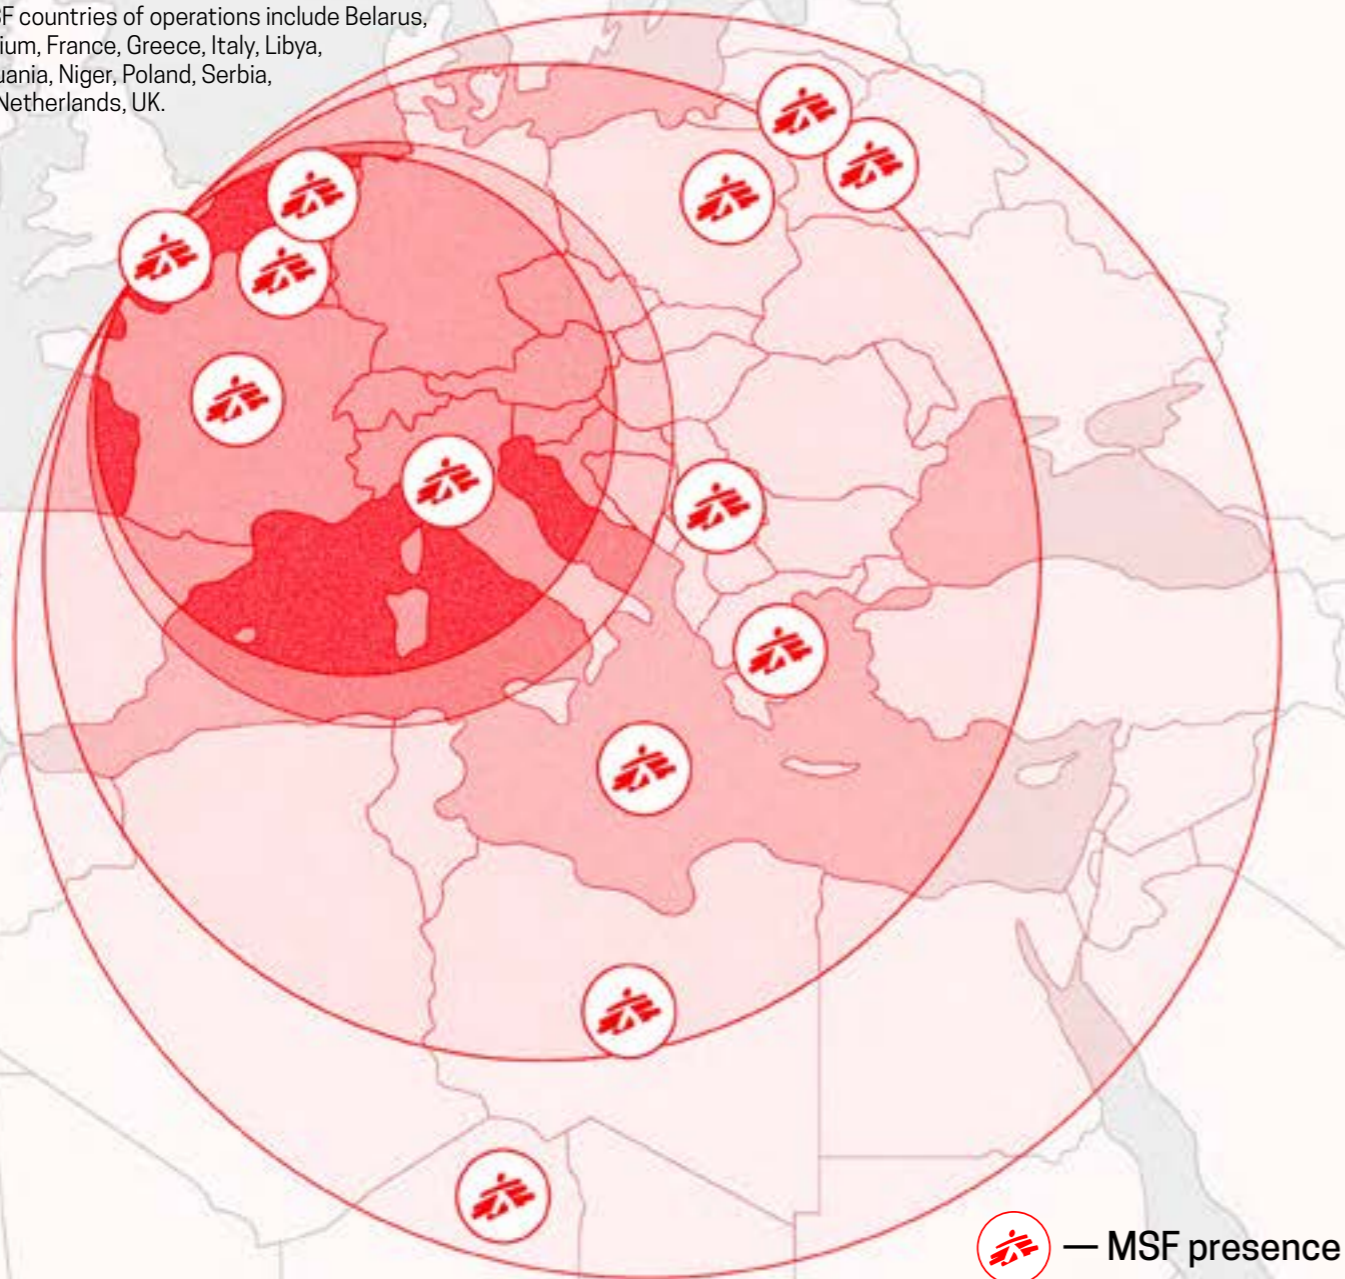 F countries of operations include Belarus,
ium, France, Greece, Italy, Libya,
uania, Niger, Poland, Serbia,
Netherlands, UK.
— MSF presence